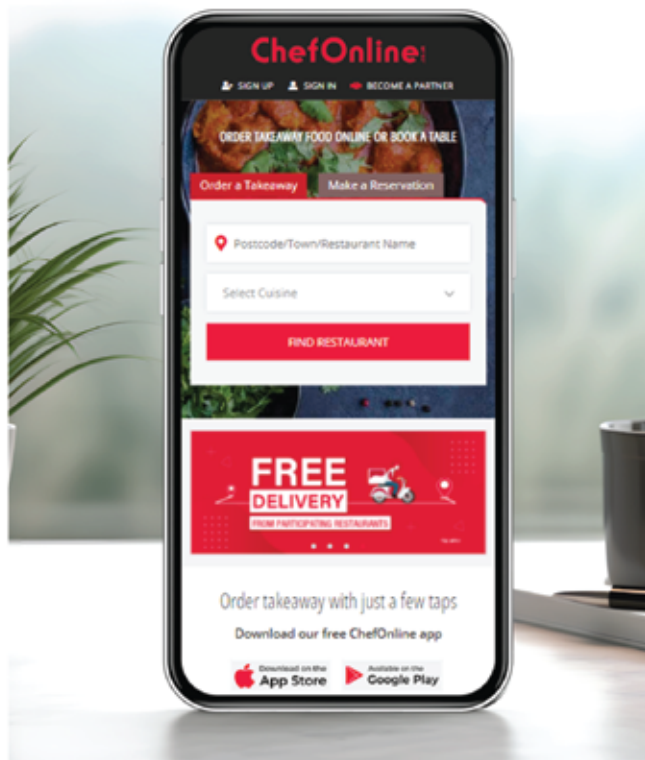 ChefOnline
SIGN UP SIGN IN BECOME A PARTNER
ORDER TAKEAWAY FOOD ONLINE OR BOOK A TABLE
Order a Takeaway Make a Reservation
Postcode/Town/Restaurant Name
Select Cuisine
FIND RESTAURANT
FREE
DELIVERY
FROM PARTICIPATING RESTAURANTS
Order takeaway with just a few taps
Download our free ChefOnline app
Download on the Available on the
App Store Google Play